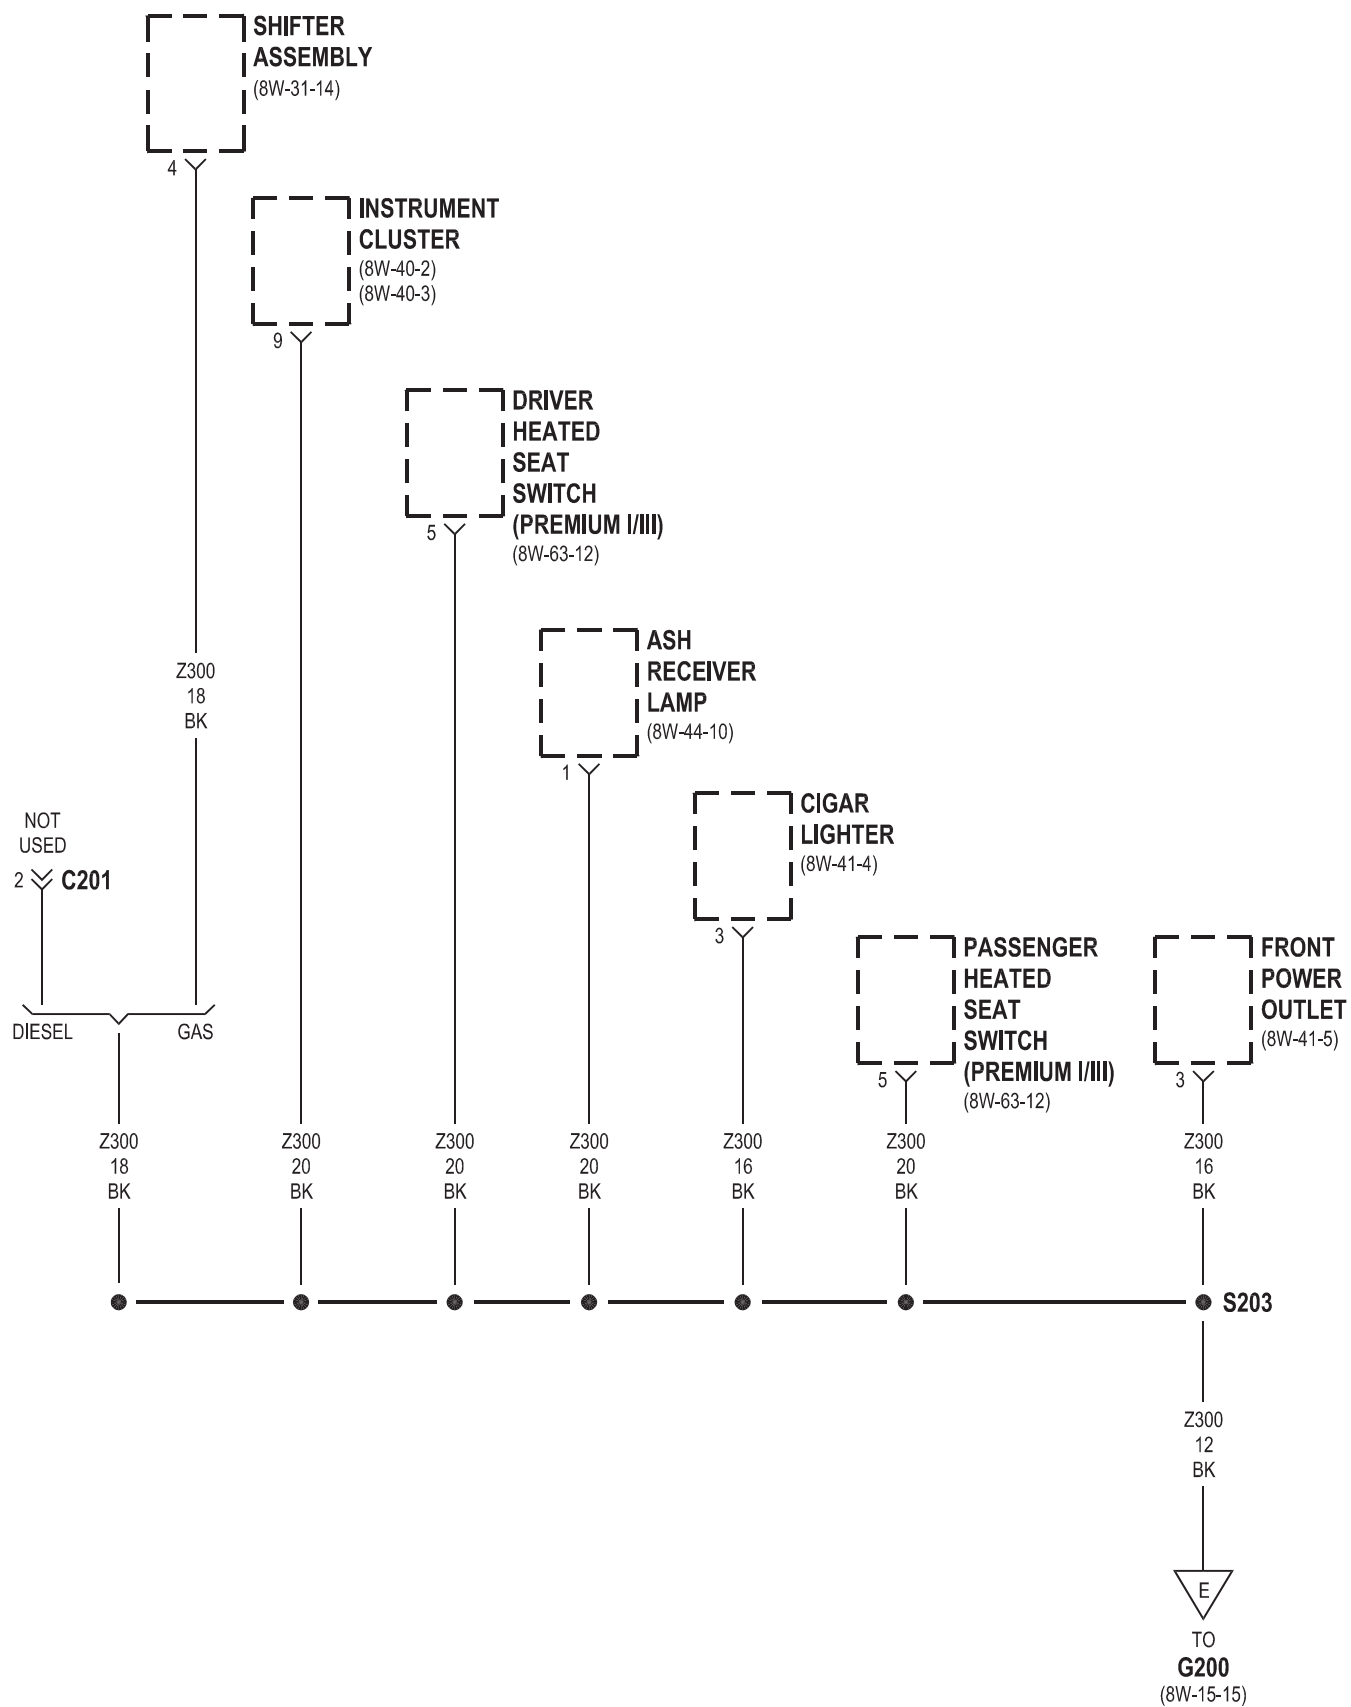 SHIFTER
ASSEMBLY
(8W-31-14)
4
INSTRUMENT
CLUSTER
(8W-40-2)
(8W-40-3)
9
DRIVER
HEATED
SEAT
SWITCH
(PREMIUM I/III)
(8W-63-12)
5
ASH
RECEIVER
LAMP
(8W-44-10)
1
Z300
18
BK
CIGAR
LIGHTER
(8W-41-4)
3
NOT
USED
2 C201
DIESEL GAS
PASSENGER
HEATED
SEAT
SWITCH
(PREMIUM I/III)
(8W-63-12)
5
FRONT
POWER
OUTLET
(8W-41-5)
3
Z300 Z300 Z300 Z300 Z300 Z300 Z300
18 20 20 20 16 20 16
BK BK BK BK BK BK BK
S203
Z300
12
BK
E
TO
G200
(8W-15-15)